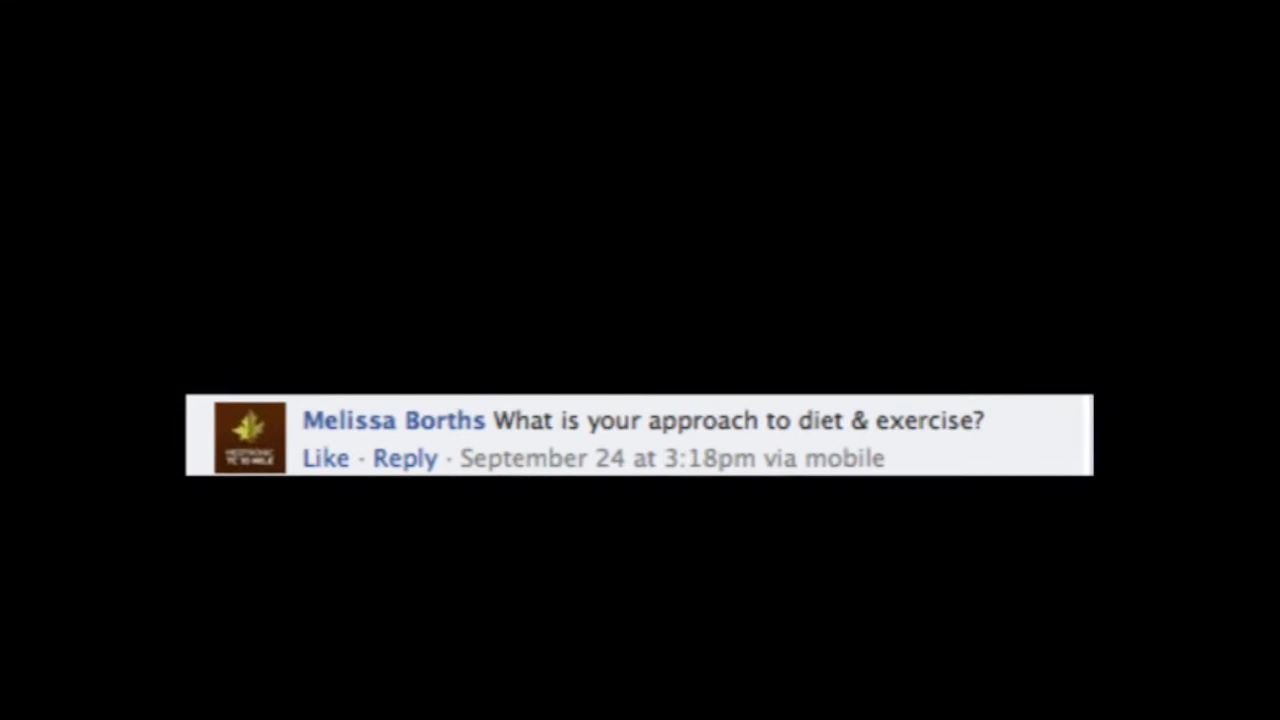 Melissa Borths What is your approach to diet & exercise?
Like · Reply · September 24 at 3:18pm via mobile